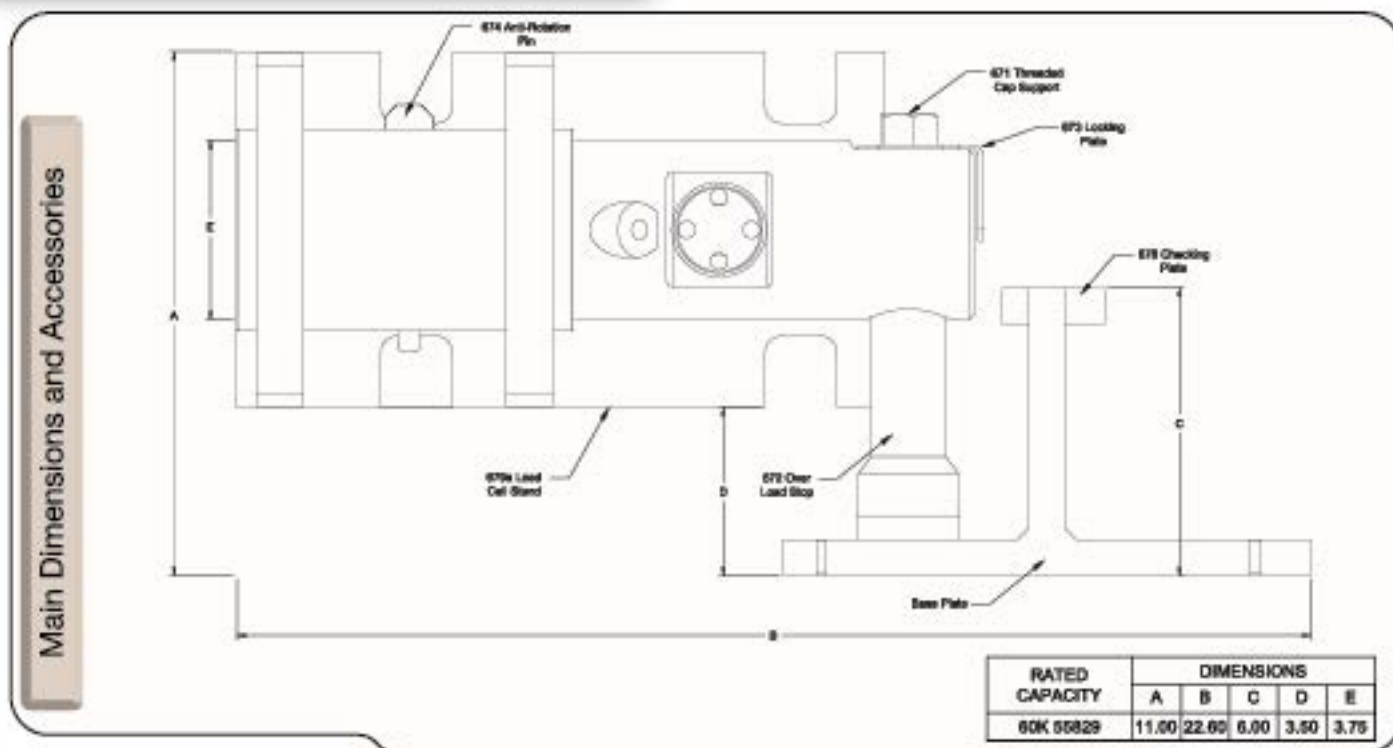 Main Dimensions and Accessories
674 Anti-Rotation
Pin
671 Threaded
Cap Support
673 Locking
Plate
E
A
Checking
Plate
C
Load
Cell Stand
D
672 Over
Load Stop
Base Plate
B
RATED
CAPACITY
DIMENSIONS
A B C D E
60K 55829 11.00 22.60 6.00 3.50 3.75